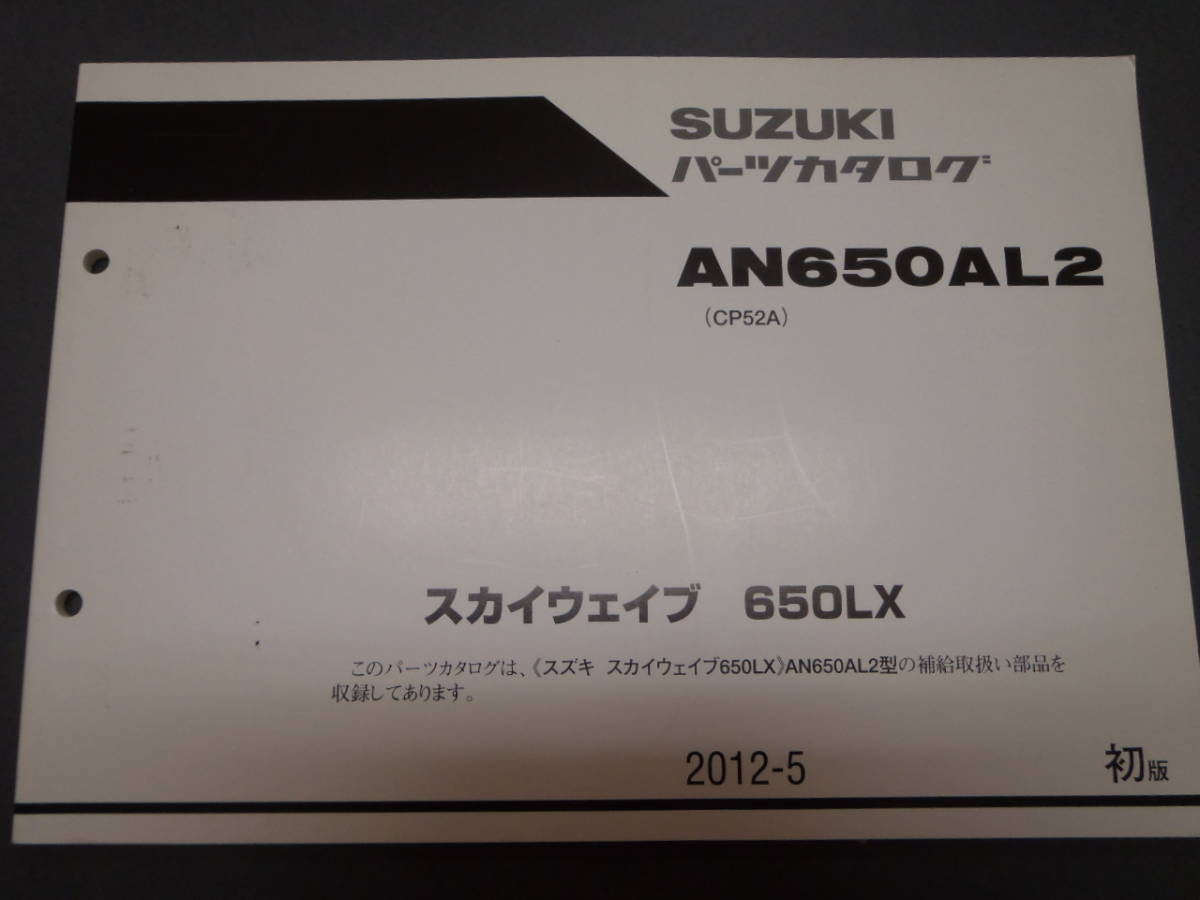 SUZUKI
パーツカタログ
AN650AL2
(CP52A)
スカイウェイブ 650LX
このパーツカタログは、《スズキ スカイウェイブ650LX》AN650AL2型の補給取扱い部品を
収録してあります。
2012-5 初版